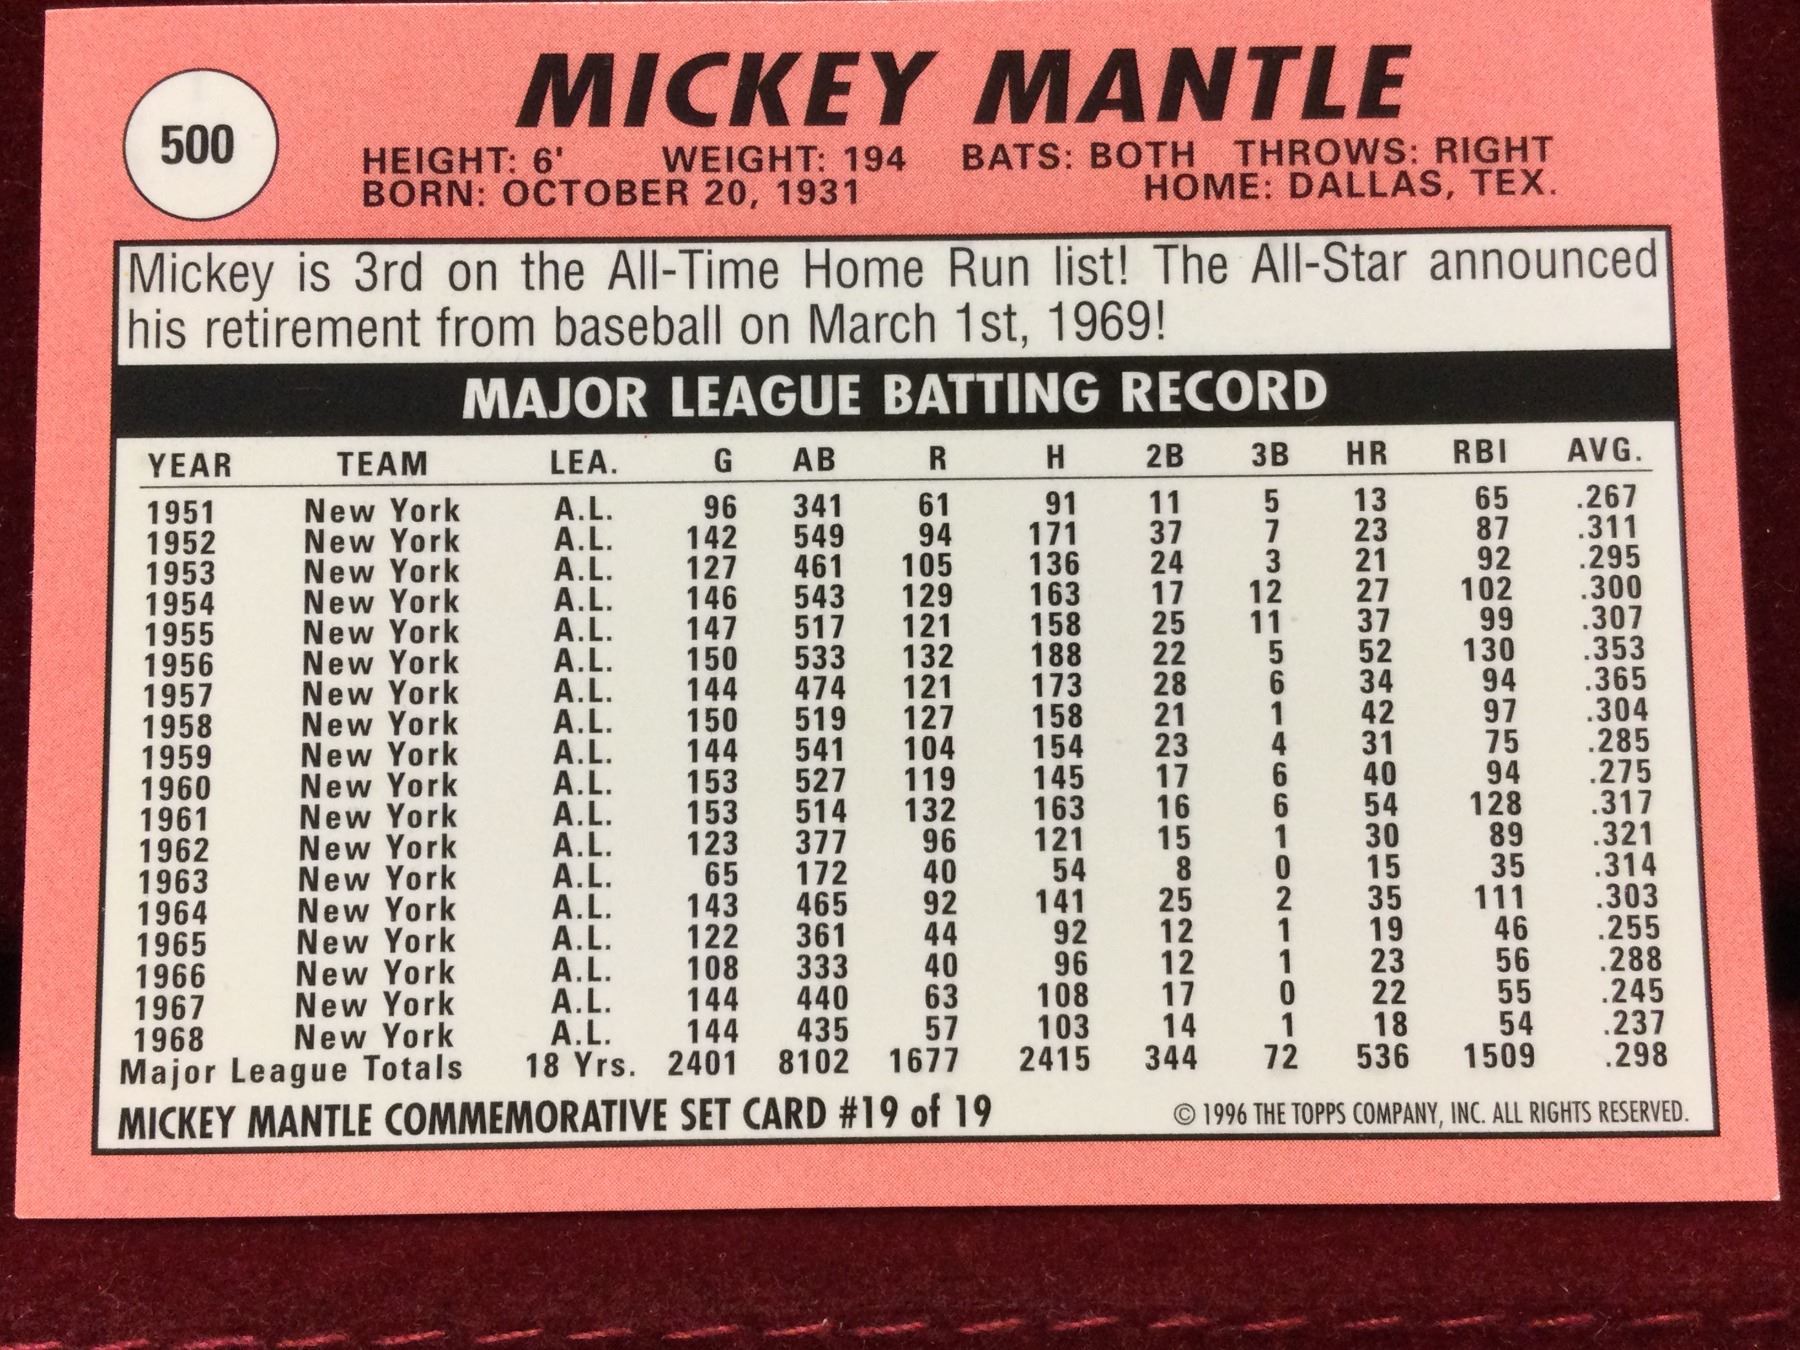 500
MICKEY MANTLE
HEIGHT: 6' WEIGHT: 194 BATS: BOTH THROWS: RIGHT
BORN: OCTOBER 20, 1931 HOME: DALLAS, TEX.
Mickey is 3rd on the All-Time Home Run list! The All-Star announced
his retirement from baseball on March 1st, 1969!
MAJOR LEAGUE BATTING RECORD
YEAR TEAM LEA. G AB R H 2B 3B HR RBI AVG.
1951 New York A.L. 96 341 61 91 11 5 13 65 .267
1952 New York A.L. 142 549 94 171 37 7 23 87 .311
1953 New York A.L. 127 461 105 136 24 3 21 92 .295
1954 New York A.L. 146 543 129 163 17 12 27 102 .300
1955 New York A.L. 147 517 121 158 25 11 37 99 .307
1956 New York A.L. 150 533 132 188 22 5 52 130 .353
1957 New York A.L. 144 474 121 173 28 6 34 94 .365
1958 New York A.L. 150 519 127 158 21 1 42 97 .304
1959 New York A.L. 144 541 104 154 23 4 31 75 .285
1960 New York A.L. 153 527 119 145 17 6 40 94 .275
1961 New York A.L. 153 514 132 163 16 6 54 128 .317
1962 New York A.L. 123 377 96 121 15 1 30 89 .321
1963 New York A.L. 65 172 40 54 8 0 15 35 .314
1964 New York A.L. 143 465 92 141 25 2 35 111 .303
1965 New York A.L. 122 361 44 92 12 1 19 46 .255
1966 New York A.L. 108 333 40 96 12 1 23 56 .288
1967 New York A.L. 144 440 63 108 17 0 22 55 .245
1968 New York A.L. 144 435 57 103 14 1 18 54 .237
Major League Totals 18 Yrs. 2401 8102 1677 2415 344 72 536 1509 .298
MICKEY MANTLE COMMEMORATIVE SET CARD #19 of 19 © 1996 THE TOPPS COMPANY, INC. ALL RIGHTS RESERVED.